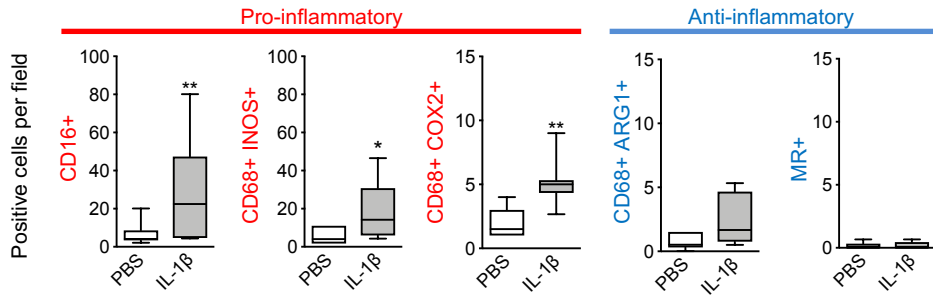 Pro-inflammatory
Anti-inflammatory
Positive cells per field
CD16+
100
80
60
40
20
0
**
PBS
IL-1β
CD68+ INOS+
100
80
60
40
20
0
*
PBS
IL-1β
CD68+ COX2+
15
10
5
0
**
PBS
IL-1β
CD68+ ARG1+
15
10
5
0
PBS
IL-1β
MR+
15
10
5
0
PBS
IL-1β